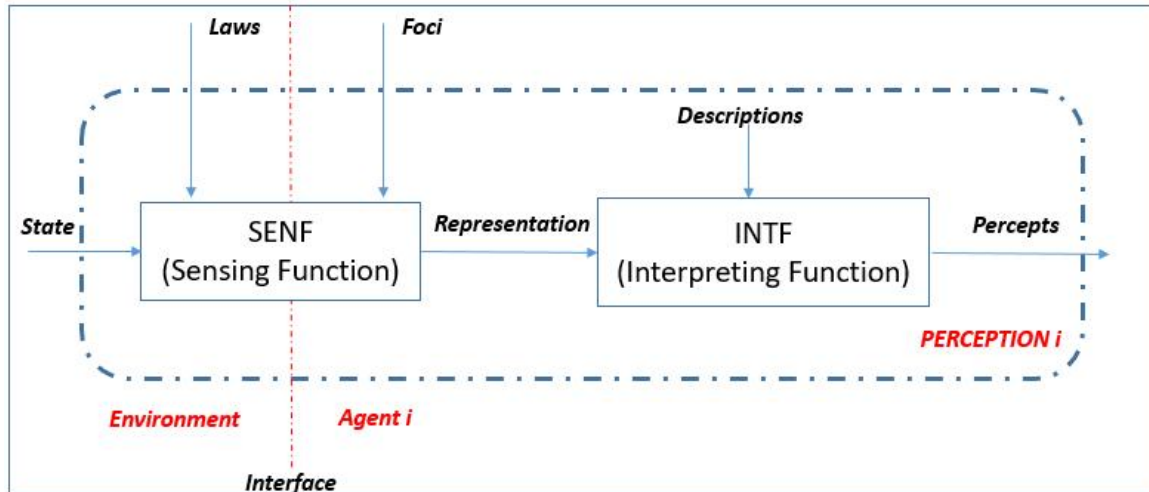 Laws
Foci
Descriptions
State
SENF
(Sensing Function)
Representation
INTF
(Interpreting Function)
Percepts
PERCEPTION i
Environment
Agent i
Interface